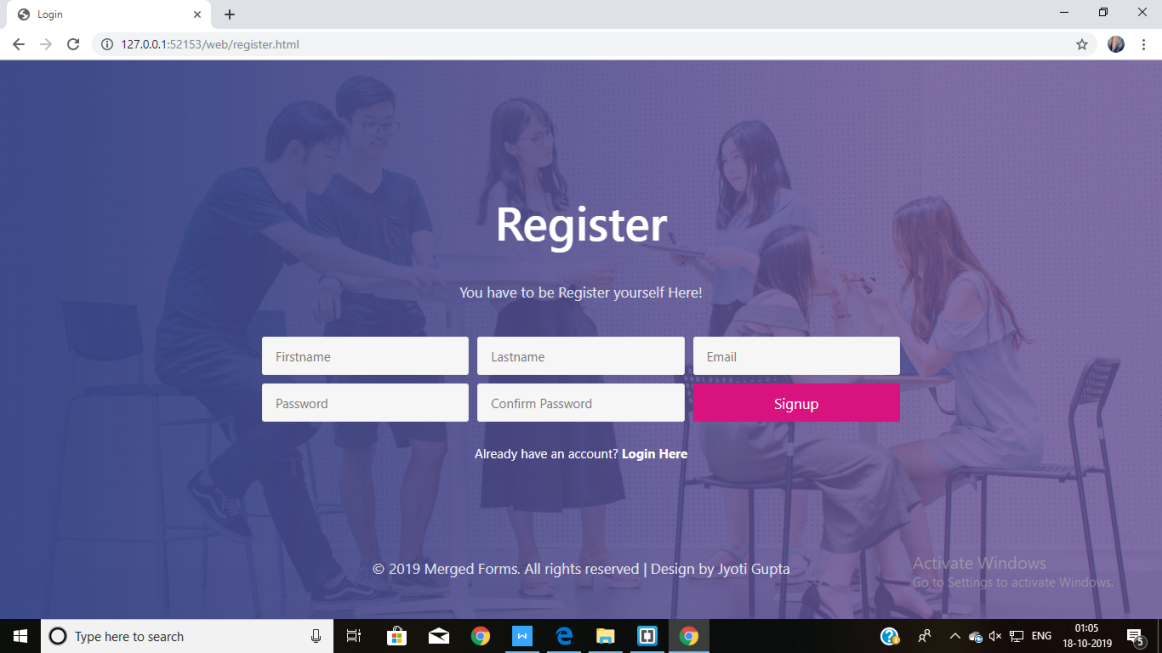 Login
127.0.0.1:52153/web/register.html
Register
You have to be Register yourself Here!
Firstname
Lastname
Email
Password
Confirm Password
Signup
Already have an account? Login Here
© 2019 Merged Forms. All rights reserved | Design by Jyoti Gupta
Activate Windows
Go to Settings to activate Windows.
Type here to search
ENG
01:05
18-10-2019
5